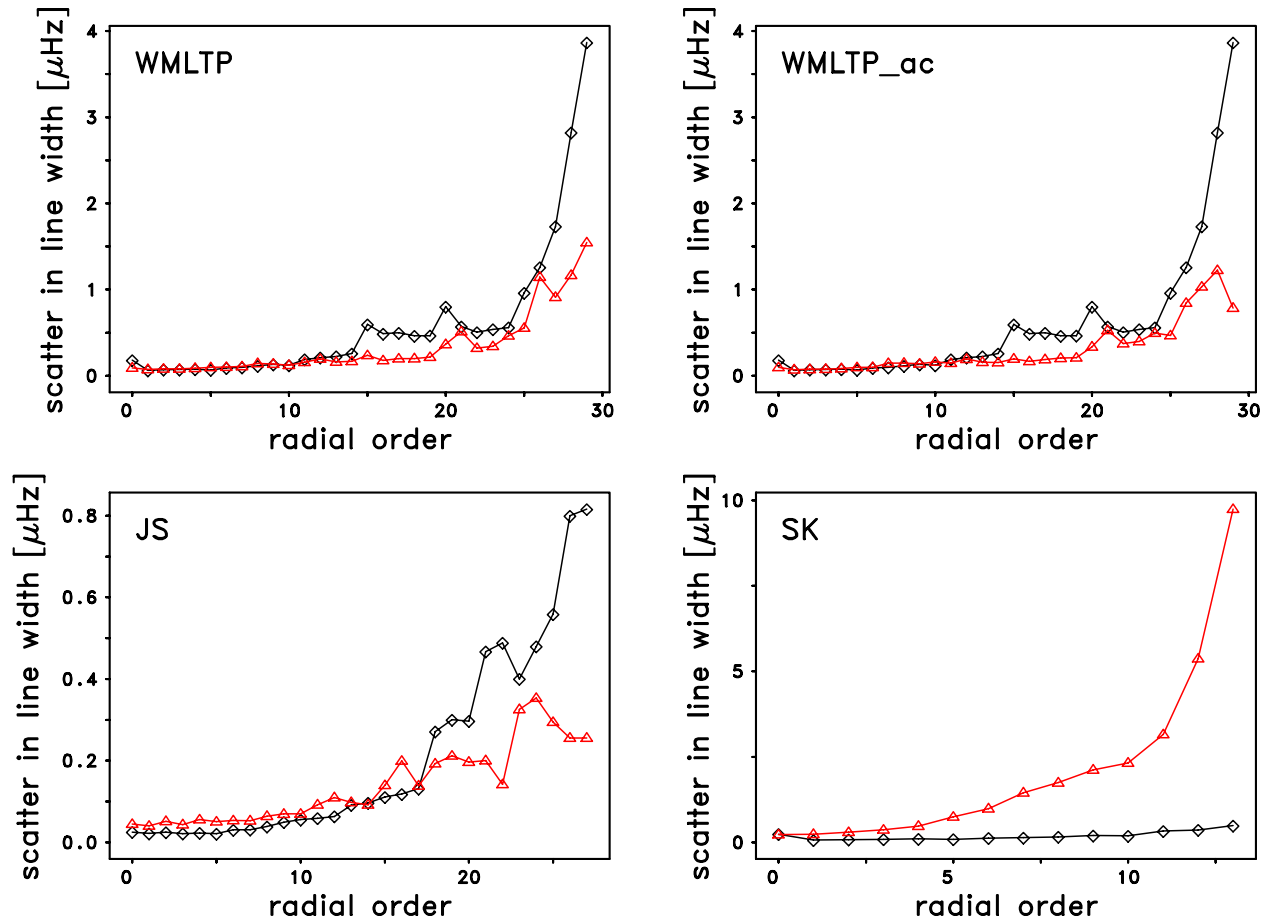 WMLTP
scatter in line width [μHz]
4
3
2
1
0
0
10
20
30
radial order
WMLTP_ac
scatter in line width [μHz]
4
3
2
1
0
0
10
20
30
radial order
JS
scatter in line width [μHz]
0.8
0.6
0.4
0.2
0.0
0
10
20
radial order
SK
scatter in line width [μHz]
10
5
0
0
5
10
radial order